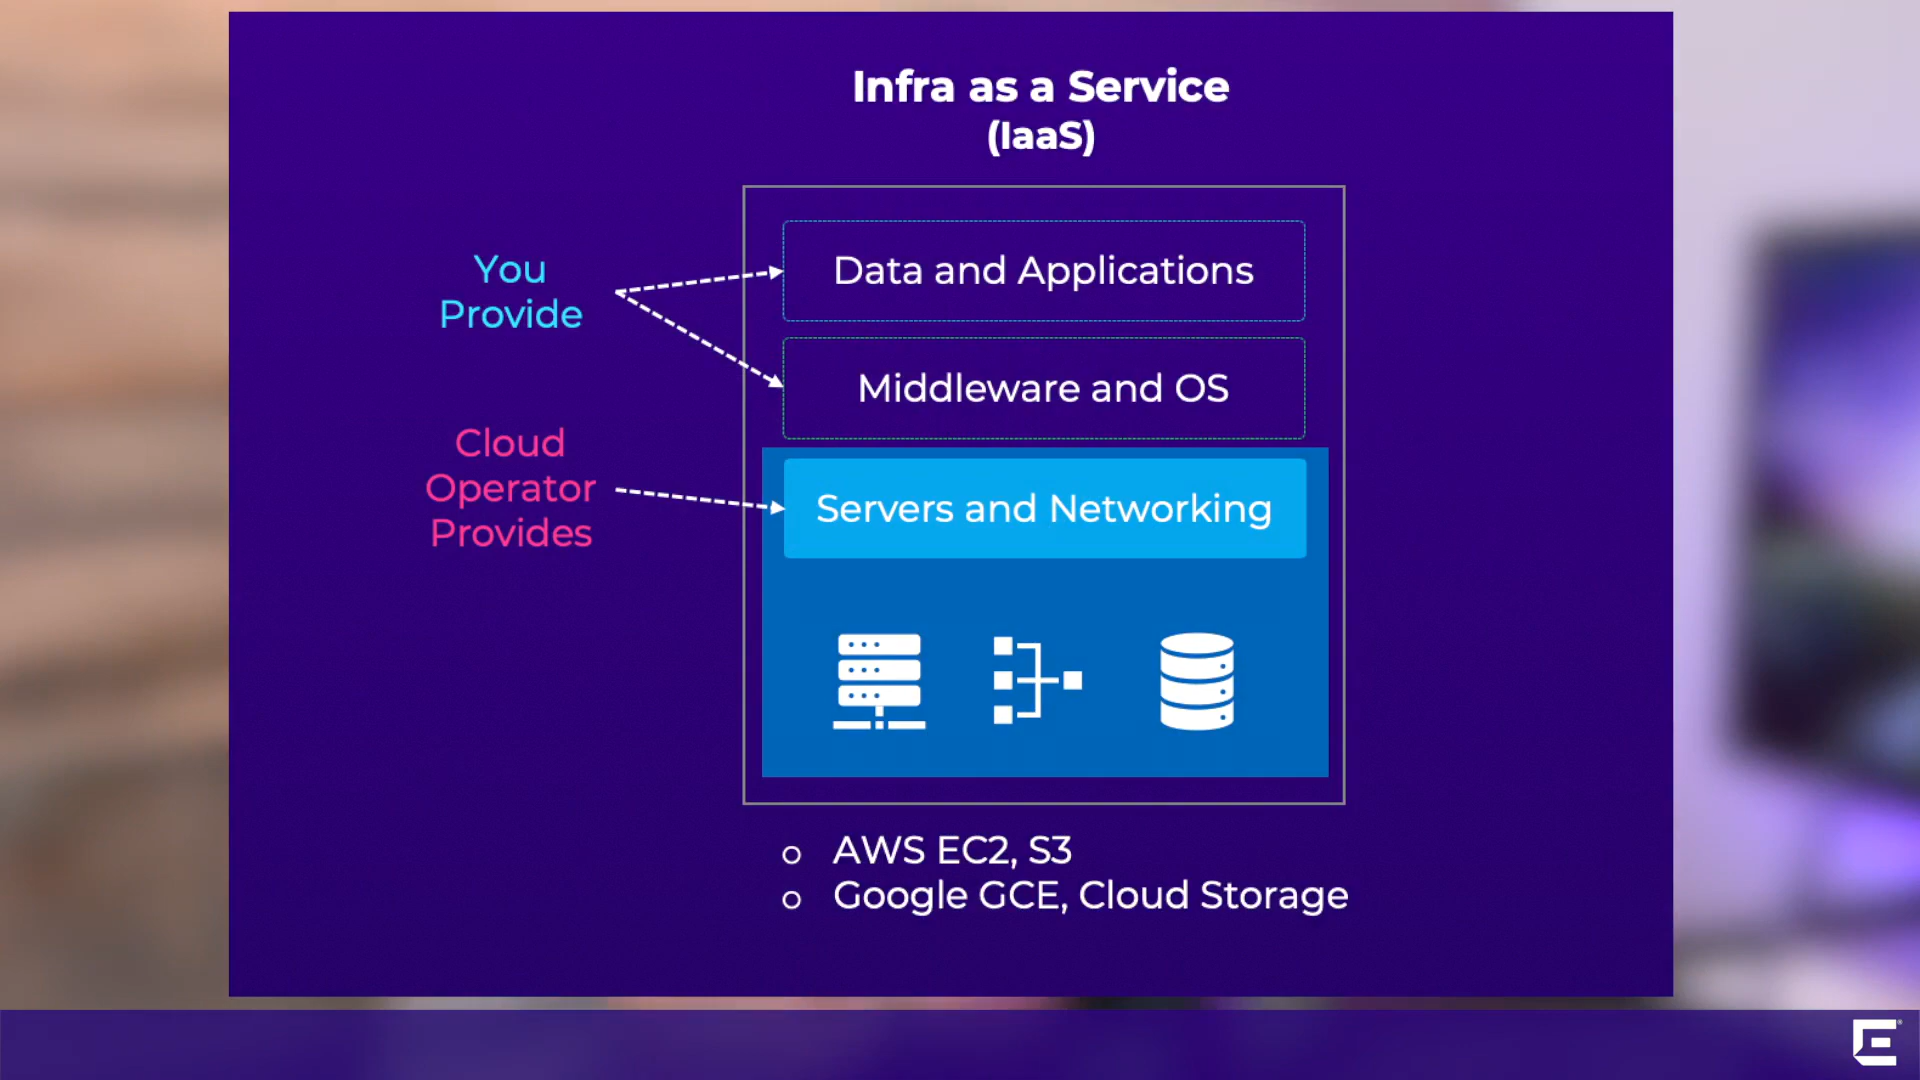 Infra as a Service
(IaaS)
You
Provide
Data and Applications
Middleware and OS
Cloud
Operator
Provides
Servers and Networking
o AWS EC2, S3
o Google GCE, Cloud Storage